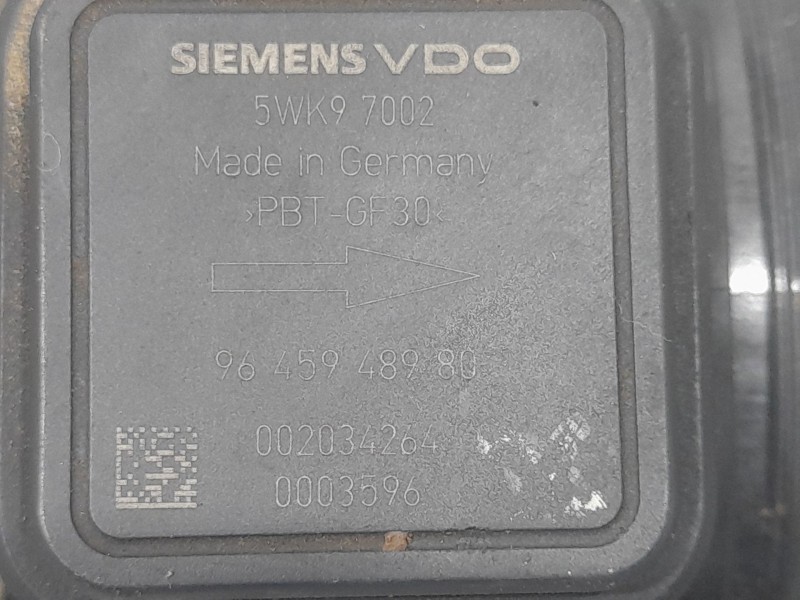 SIEMENS VDO
5WK9 7002
Made in Germany
>PBT-GF30<
96 459 489 80
002034264
0003596